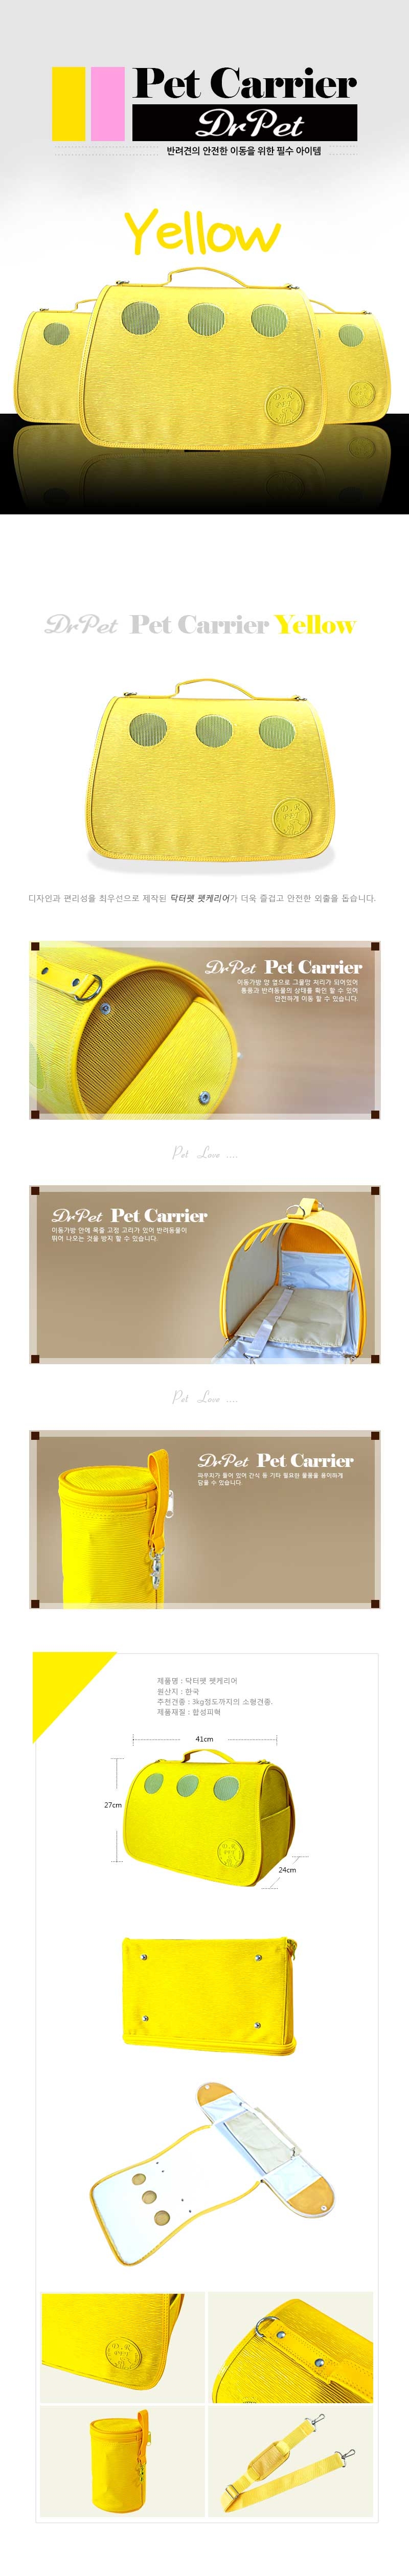 Pet Carrier
DrPet
반려견의 안전한 이동을 위한 필수 아이템
Yellow
D.R
PET
DrPet Pet Carrier Yellow
D.R
PET
디자인과 편리성을 최우선으로 제작된 닥터펫 펫케리어가 더욱 즐겁고 안전한 외출을 돕습니다.
DrPet Pet Carrier
이동가방 양 옆으로 그물망 처리가 되어있어
통풍과 반려동물의 상태를 확인 할 수 있어
안전하게 이동 할 수 있습니다.
Pet Love ....
DrPet Pet Carrier
이동가방 안에 목줄 고정 고리가 있어 반려동물이
뛰어 나오는 것을 방지 할 수 있습니다.
Pet Love ....
DrPet Pet Carrier
파우치가 들어 있어 간식 등 기타 필요한 물품을 용이하게
담을 수 있습니다.
제품명 : 닥터펫 펫케리어
원산지 : 한국
추천견종 : 3kg정도까지의 소형견종.
제품재질 : 합성피혁
41cm
27cm
24cm
D.R
PET
D.R
PET